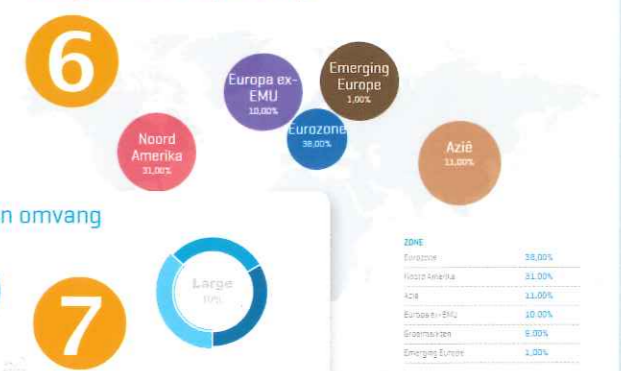 6
Emerging
Europe
1,00%
Europa ex-
EMU
10,00%
Eurozone
38,00%
Noord
Amerika
31,00%
Azië
11,00%
n omvang
Large
7
ZONE
Eurozone 38,00%
Noord Amerika 31,00%
Azië 11,00%
Europa ex-EMU 10,00%
Groeimarkten 9,00%
Emerging Europe 1,00%